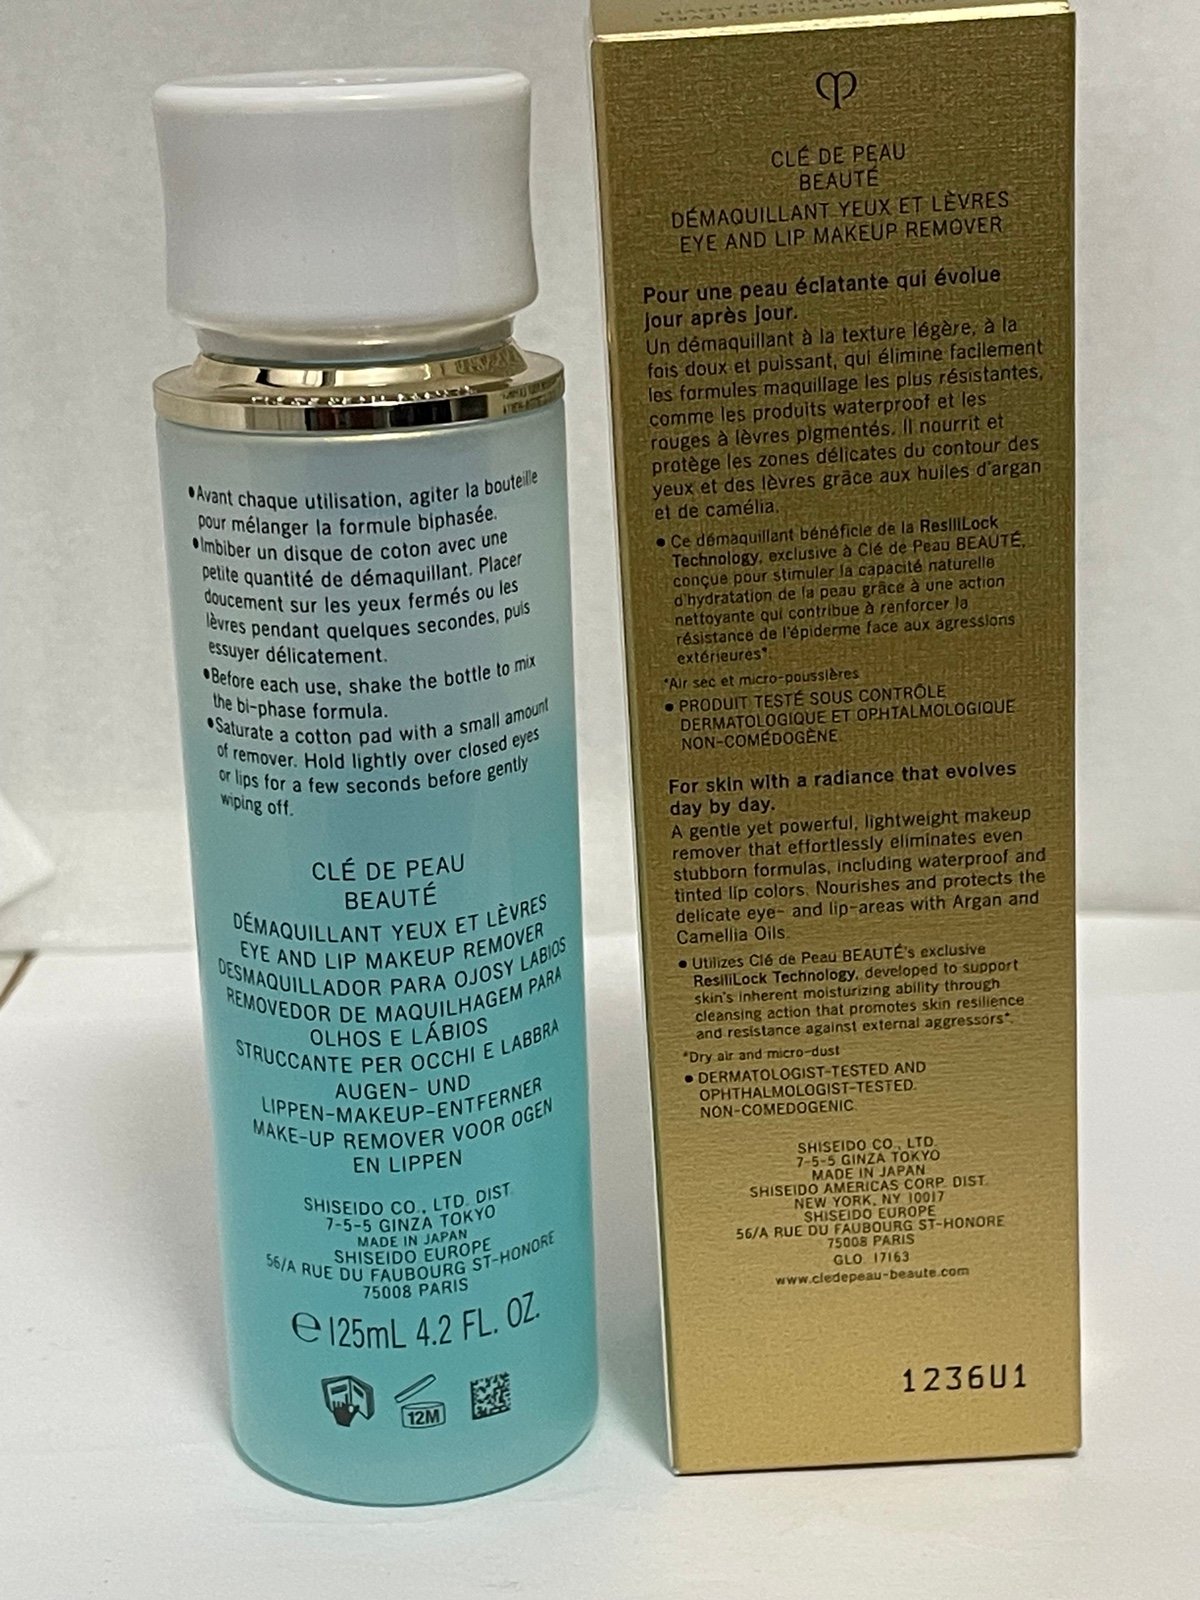 •Avant chaque utilisation, agiter la bouteille
pour mélanger la formule biphasée.
•Imbiber un disque de coton avec une
petite quantité de démaquillant. Placer
doucement sur les yeux fermés ou les
lèvres pendant quelques secondes, puis
essuyer délicatement.
•Before each use, shake the bottle to mix
the bi-phase formula.
•Saturate a cotton pad with a small amount
of remover. Hold lightly over closed eyes
or lips for a few seconds before gently
wiping off.
CLÉ DE PEAU
BEAUTÉ
DÉMAQUILLANT YEUX ET LÈVRES
EYE AND LIP MAKEUP REMOVER
DESMAQUILLADOR PARA OJOSY LABIOS
REMOVEDOR DE MAQUILHAGEM PARA
OLHOS E LÁBIOS
STRUCCANTE PER OCCHI E LABBRA
AUGEN- UND
LIPPEN-MAKEUP-ENTFERNER
MAKE-UP REMOVER VOOR OGEN
EN LIPPEN
SHISEIDO CO., LTD. DIST.
7-5-5 GINZA TOKYO
MADE IN JAPAN
SHISEIDO EUROPE
56/A RUE DU FAUBOURG ST-HONORE
75008 PARIS
℮ 125mL 4.2 FL. OZ.
12M
CLÉ DE PEAU
BEAUTÉ
DÉMAQUILLANT YEUX ET LÈVRES
EYE AND LIP MAKEUP REMOVER
Pour une peau éclatante qui évolue
jour après jour.
Un démaquillant à la texture légère, à la
fois doux et puissant, qui élimine facilement
les formules maquillage les plus résistantes,
comme les produits waterproof et les
rouges à lèvres pigmentés. Il nourrit et
protège les zones délicates du contour des
yeux et des lèvres grâce aux huiles d'argan
et de camélia.
• Ce démaquillant bénéficie de la ResiliLock
Technology, exclusive à Clé de Peau BEAUTÉ,
conçue pour stimuler la capacité naturelle
d'hydratation de la peau grâce à une action
nettoyante qui contribue à renforcer la
résistance de l'épiderme face aux agressions
extérieures*.
*Air sec et micro-poussières
• PRODUIT TESTÉ SOUS CONTRÔLE
DERMATOLOGIQUE ET OPHTALMOLOGIQUE.
NON-COMÉDOGÈNE.
For skin with a radiance that evolves
day by day.
A gentle yet powerful, lightweight makeup
remover that effortlessly eliminates even
stubborn formulas, including waterproof and
tinted lip colors. Nourishes and protects the
delicate eye- and lip-areas with Argan and
Camellia Oils.
• Utilizes Clé de Peau BEAUTÉ's exclusive
ResiliLock Technology, developed to support
skin's inherent moisturizing ability through
cleansing action that promotes skin resilience
and resistance against external aggressors*.
*Dry air and micro-dust
• DERMATOLOGIST-TESTED AND
OPHTHALMOLOGIST-TESTED.
NON-COMEDOGENIC.
SHISEIDO CO., LTD.
7-5-5 GINZA TOKYO
MADE IN JAPAN
SHISEIDO AMERICAS CORP. DIST.
NEW YORK, NY 10017
SHISEIDO EUROPE
56/A RUE DU FAUBOURG ST-HONORE
75008 PARIS
GLO. 17163
www.cledepeau-beaute.com
1236U1